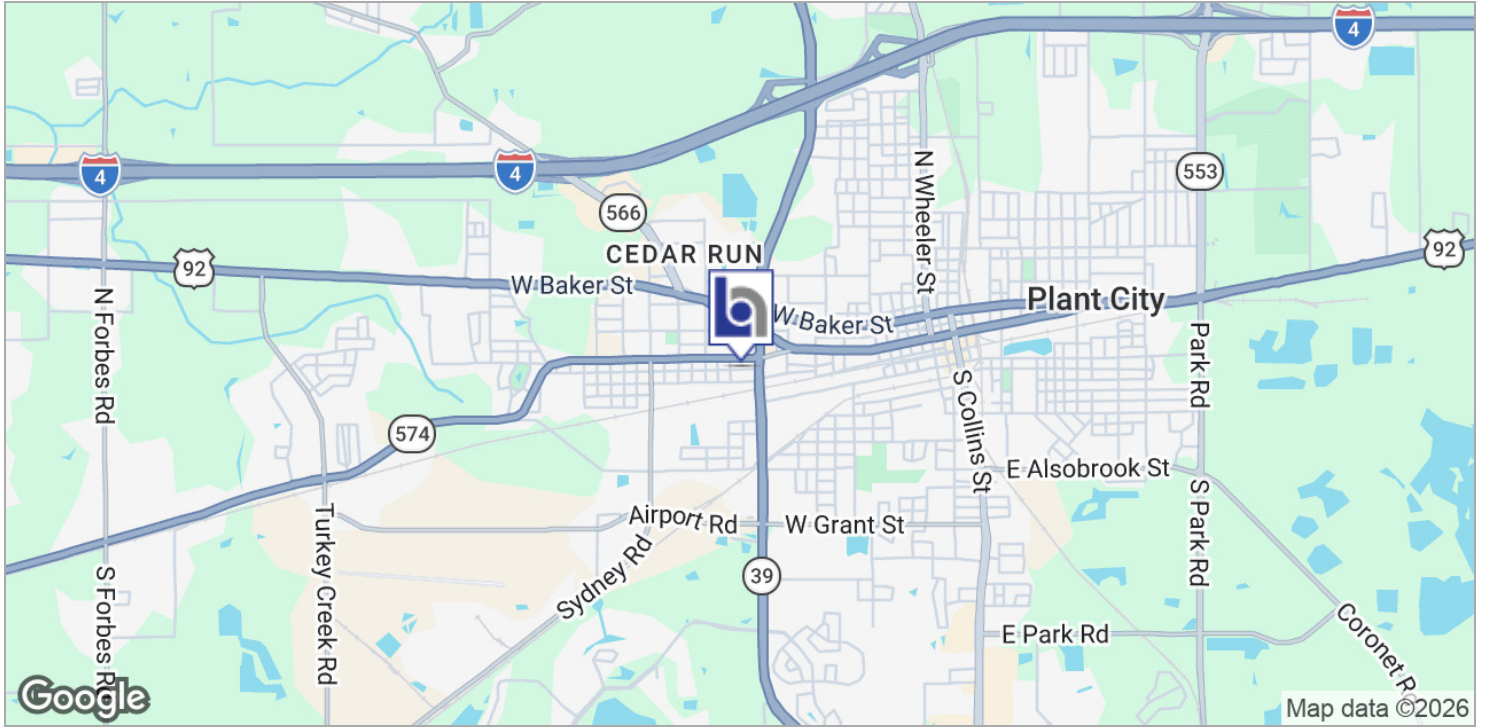 4
4
4
553
566
N Wheeler St
CEDAR RUN
92
92
W Baker St
W Baker St
Plant City
N Forbes Rd
Park Rd
574
S Collins St
E Alsobrook St
Turkey Creek Rd
Airport Rd
W Grant St
S Park Rd
Sydney Rd
39
S Forbes Rd
E Park Rd
Coronet Rd
Google
Map data ©2026